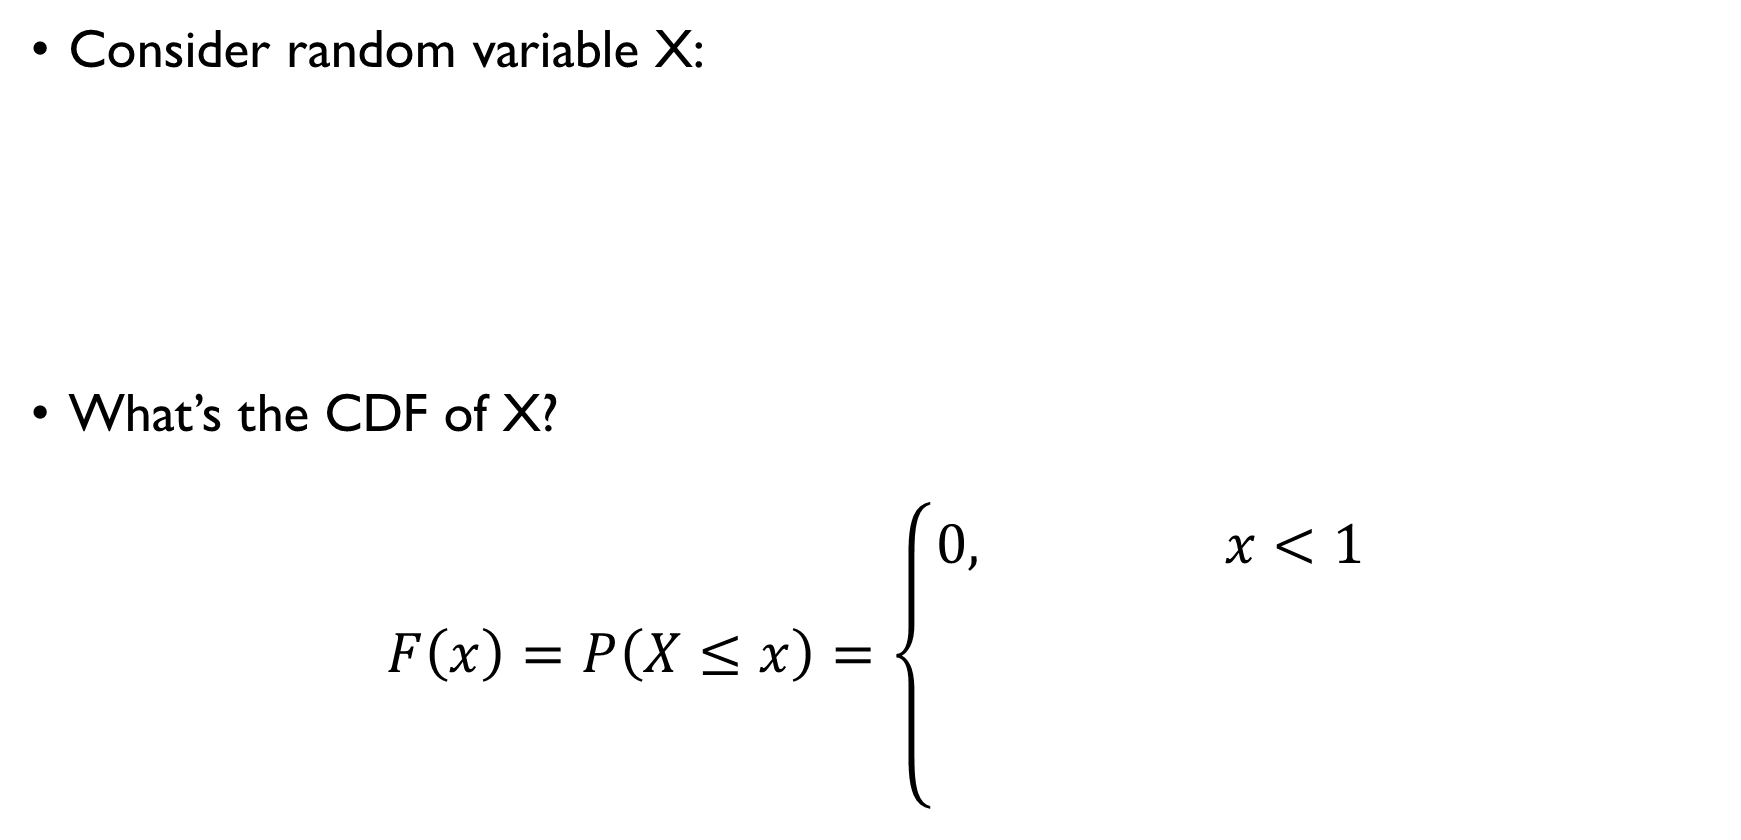 • Consider random variable X:
• What's the CDF of X?
F(x) = P(X ≤ x) = { 0, x < 1